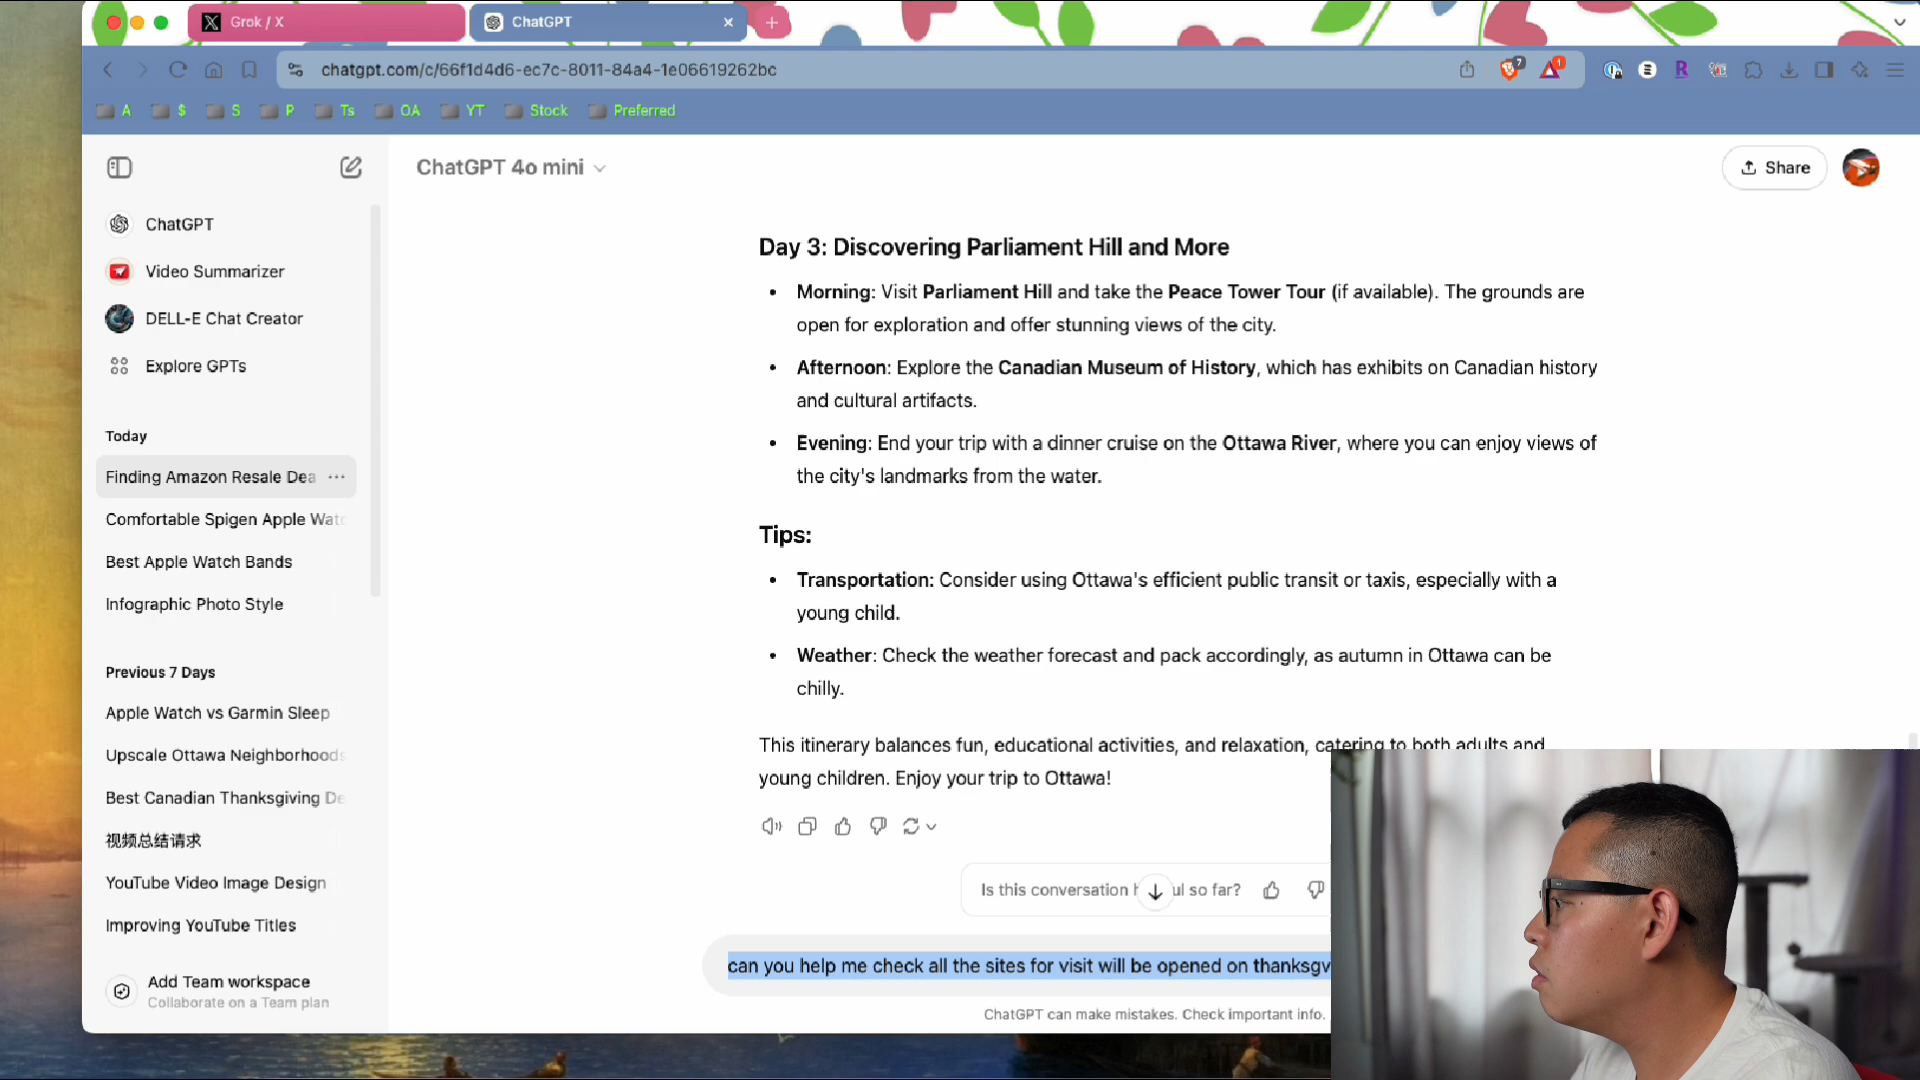 Grok / X
ChatGPT
chatgpt.com/c/66f1d4d6-ec7c-8011-84a4-1e06619262bc
7
1
A
$
S
P
Ts
OA
YT
Stock
Preferred
ChatGPT
Video Summarizer
DELL-E Chat Creator
Explore GPTs
Today
Finding Amazon Resale Dea
Comfortable Spigen Apple Watc
Best Apple Watch Bands
Infographic Photo Style
Previous 7 Days
Apple Watch vs Garmin Sleep
Upscale Ottawa Neighborhoods
Best Canadian Thanksgiving De
视频总结请求
YouTube Video Image Design
Improving YouTube Titles
Add Team workspace
Collaborate on a Team plan
ChatGPT 4o mini
Share
Day 3: Discovering Parliament Hill and More
• Morning: Visit Parliament Hill and take the Peace Tower Tour (if available). The grounds are
open for exploration and offer stunning views of the city.
• Afternoon: Explore the Canadian Museum of History, which has exhibits on Canadian history
and cultural artifacts.
• Evening: End your trip with a dinner cruise on the Ottawa River, where you can enjoy views of
the city's landmarks from the water.
Tips:
• Transportation: Consider using Ottawa's efficient public transit or taxis, especially with a
young child.
• Weather: Check the weather forecast and pack accordingly, as autumn in Ottawa can be
chilly.
This itinerary balances fun, educational activities, and relaxation, catering to both adults and
young children. Enjoy your trip to Ottawa!
Is this conversation h ul so far?
can you help me check all the sites for visit will be opened on thanksgv
ChatGPT can make mistakes. Check important info.